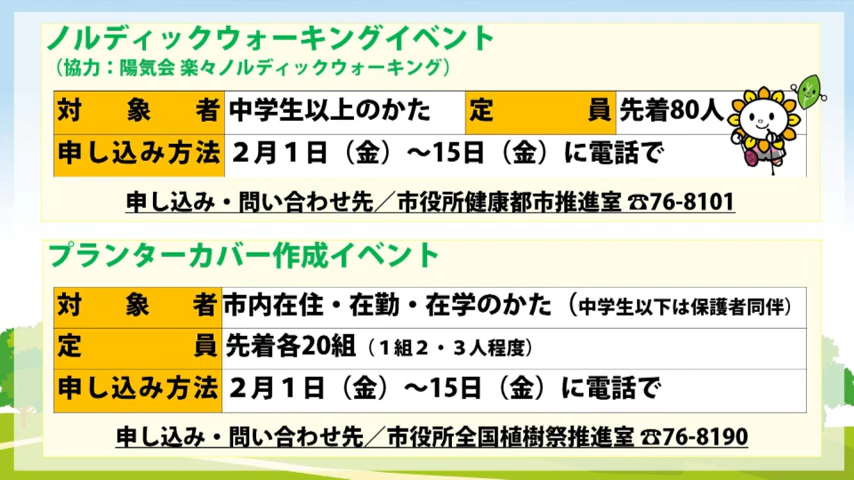 ノルディックウォーキングイベント
（協力：陽気会 楽々ノルディックウォーキング）
対象者 中学生以上のかた 定員 先着80人
申し込み方法 ２月１日（金）～15日（金）に電話で
申し込み・問い合わせ先／市役所健康都市推進室 ☎76-8101
プランターカバー作成イベント
対象者 市内在住・在勤・在学のかた（中学生以下は保護者同伴）
定員 先着各20組（１組２・３人程度）
申し込み方法 ２月１日（金）～15日（金）に電話で
申し込み・問い合わせ先／市役所全国植樹祭推進室 ☎76-8190